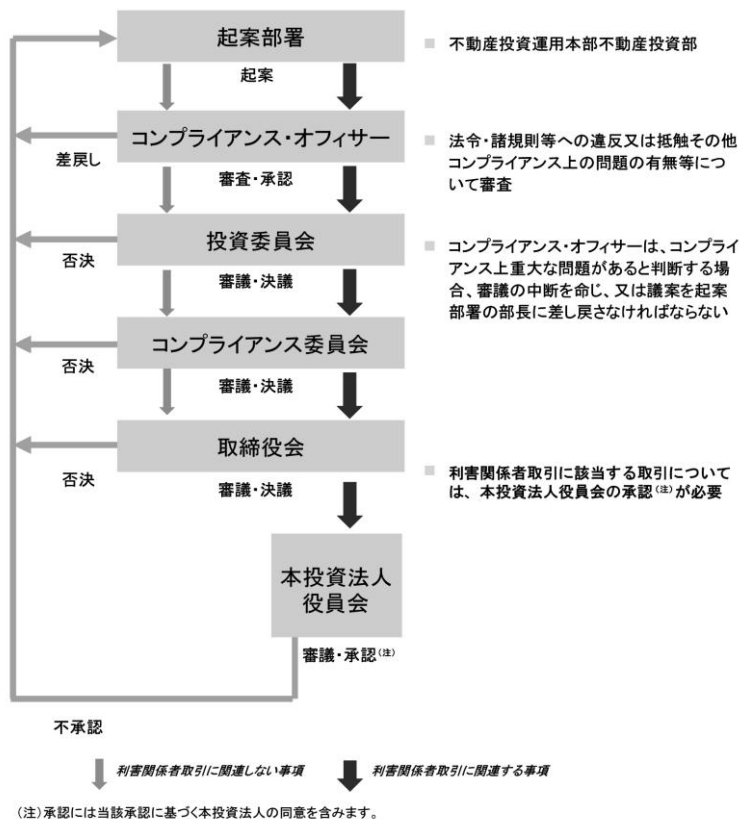 起案部署
■ 不動産投資運用本部不動産投資部
起案
コンプライアンス・オフィサー
差戻し
審査・承認
■ 法令・諸規則等への違反又は抵触その他
コンプライアンス上の問題の有無等につ
いて審査
投資委員会
否決
審議・決議
■ コンプライアンス・オフィサーは、コンプライ
アンス上重大な問題があると判断する場
合、審議の中断を命じ、又は議案を起案
部署の部長に差し戻さなければならない
コンプライアンス委員会
否決
審議・決議
取締役会
否決
審議・決議
■ 利害関係者取引に該当する取引について
は、本投資法人役員会の承認(注)が必要
本投資法人
役員会
審議・承認(注)
不承認
利害関係者取引に関連しない事項
利害関係者取引に関連する事項
(注)承認には当該承認に基づく本投資法人の同意を含みます。